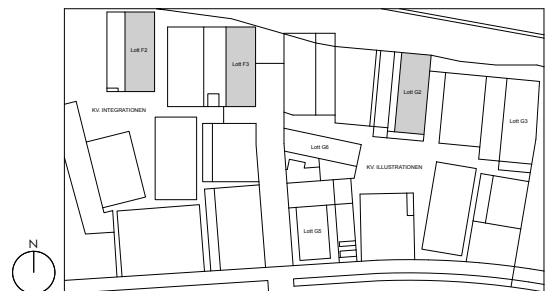 Lott F2
Lott F3
Lott G2
KV. INTEGRATIONEN
Lott G3
Lott G6
KV. ILLUSTRATIONEN
Lott G5
N